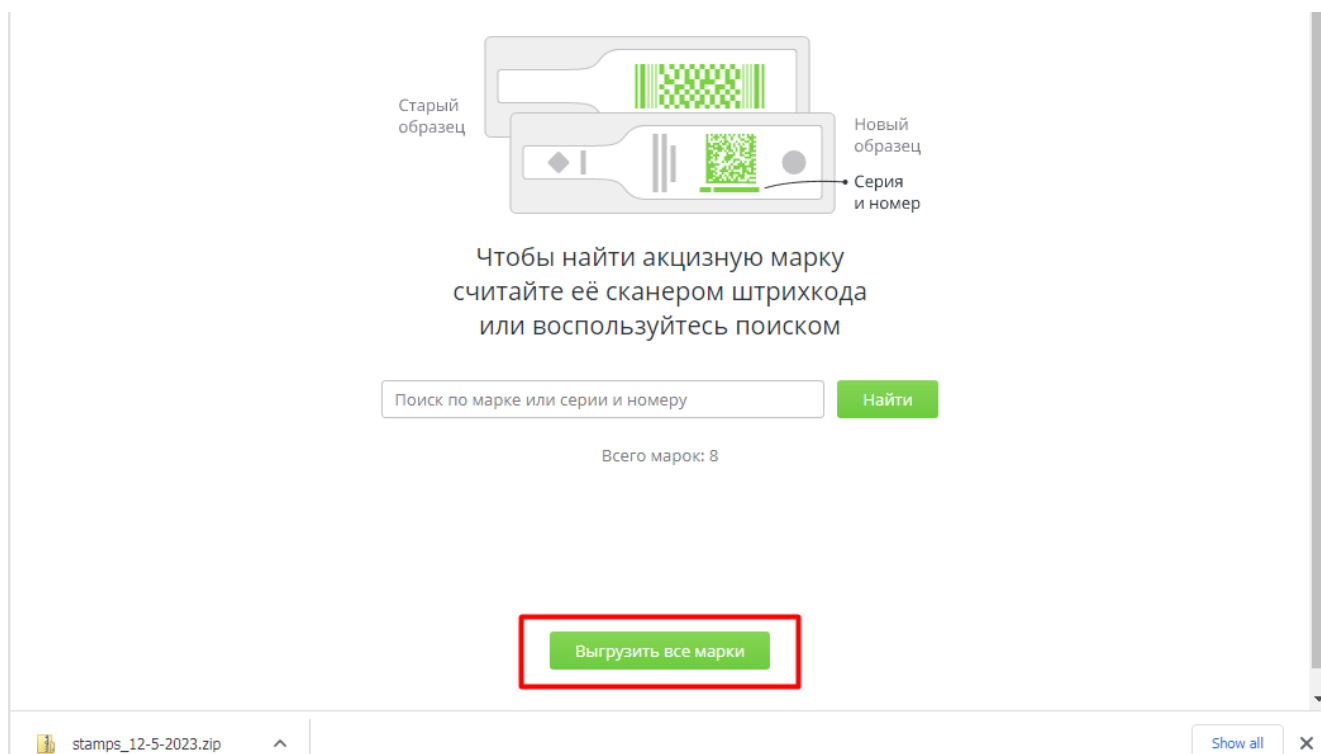 Старый
образец
Новый
образец
Серия
и номер
Чтобы найти акцизную марку
считайте её сканером штрихкода
или воспользуйтесь поиском
Поиск по марке или серии и номеру
Найти
Всего марок: 8
Выгрузить все марки
stamps_12-5-2023.zip
Show all